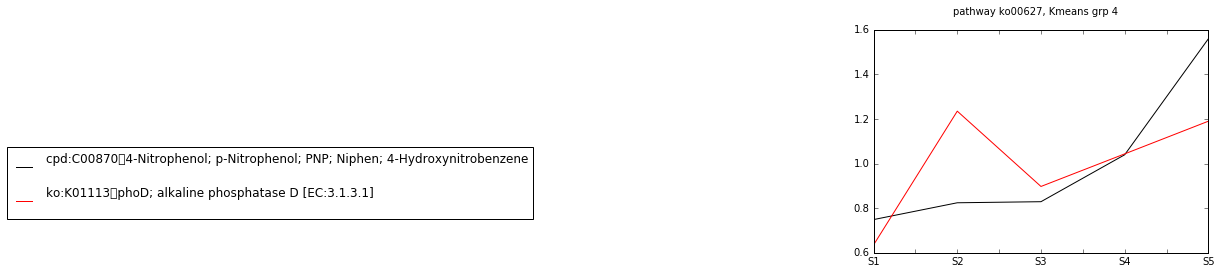 pathway ko00627, Kmeans grp 4
1.6
1.4
1.2
1.0
0.8
0.6
S1 S2 S3 S4 S5
cpd:C00870▯4-Nitrophenol; p-Nitrophenol; PNP; Niphen; 4-Hydroxynitrobenzene
ko:K01113▯phoD; alkaline phosphatase D [EC:3.1.3.1]